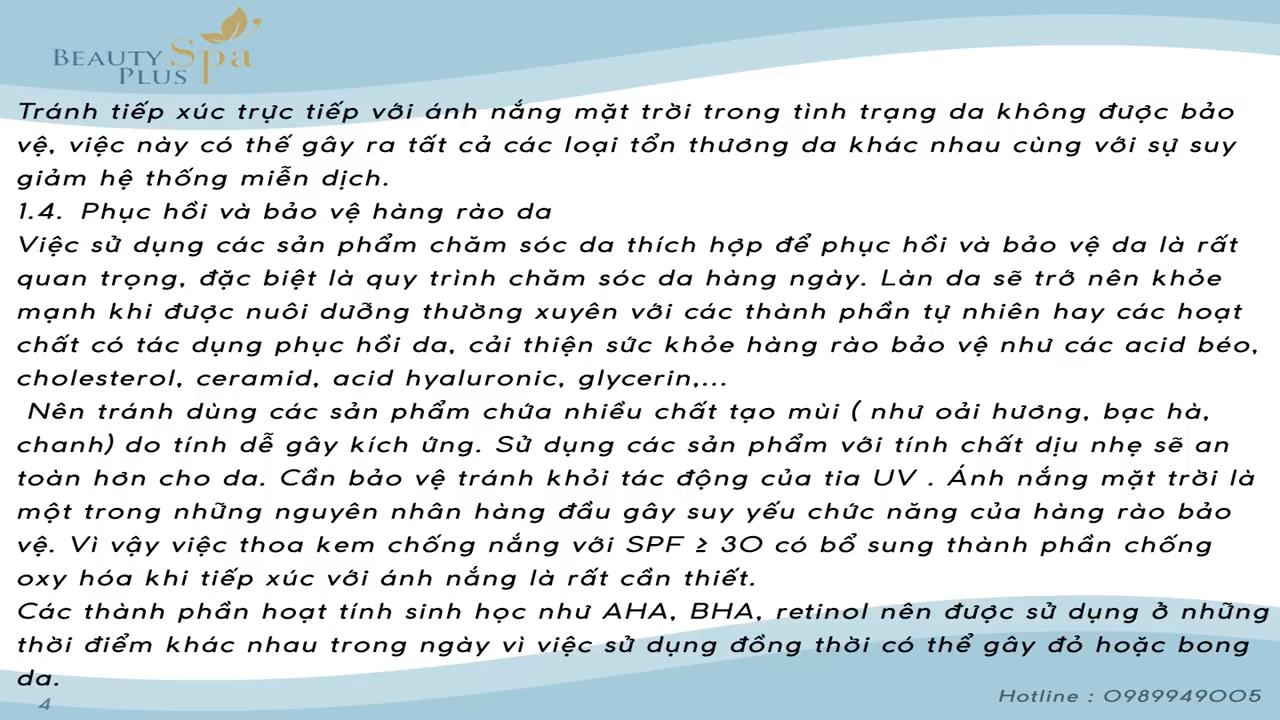 BEAUTY Spa
PLUS
Tránh tiếp xúc trực tiếp với ánh nắng mặt trời trong tình trạng da không được bảo
vệ, việc này có thế gây ra tất cả các loại tổn thương da khác nhau cùng với sự suy
giảm hệ thống miễn dịch.
1.4. Phục hồi và bảo vệ hàng rào da
Việc sử dụng các sản phẩm chăm sóc da thích hợp để phục hồi và bảo vệ da là rất
quan trọng, đặc biệt là quy trình chăm sóc da hàng ngày. Làn da sẽ trớ nên khỏe
mạnh khi được nuôi dưỡng thường xuyên với các thành phần tự nhiên hay các hoạt
chất có tác dụng phục hồi da, cải thiện sức khỏe hàng rào bảo vệ như các acid béo,
cholesterol, ceramid, acid hyaluronic, glycerin,...
Nên tránh dùng các sản phẩm chứa nhiều chất tạo mùi ( như oải hương, bạc hà,
chanh) do tính dễ gây kích ứng. Sử dụng các sản phẩm với tính chất dịu nhẹ sẽ an
toàn hơn cho da. Cần bảo vệ tránh khỏi tác động của tia UV . Ánh nắng mặt trời là
một trong những nguyên nhân hàng đầu gây suy yếu chức năng của hàng rào bảo
vệ. Vì vậy việc thoa kem chống nắng với SPF ≥ 30 có bổ sung thành phần chống
oxy hóa khi tiếp xúc với ánh nắng là rất cần thiết.
Các thành phần hoạt tính sinh học như AHA, BHA, retinol nên được sử dụng ở những
thời điểm khác nhau trong ngày vì việc sử dụng đồng thời có thể gây đỏ hoặc bong
da.
4
Hotline : 0989949005